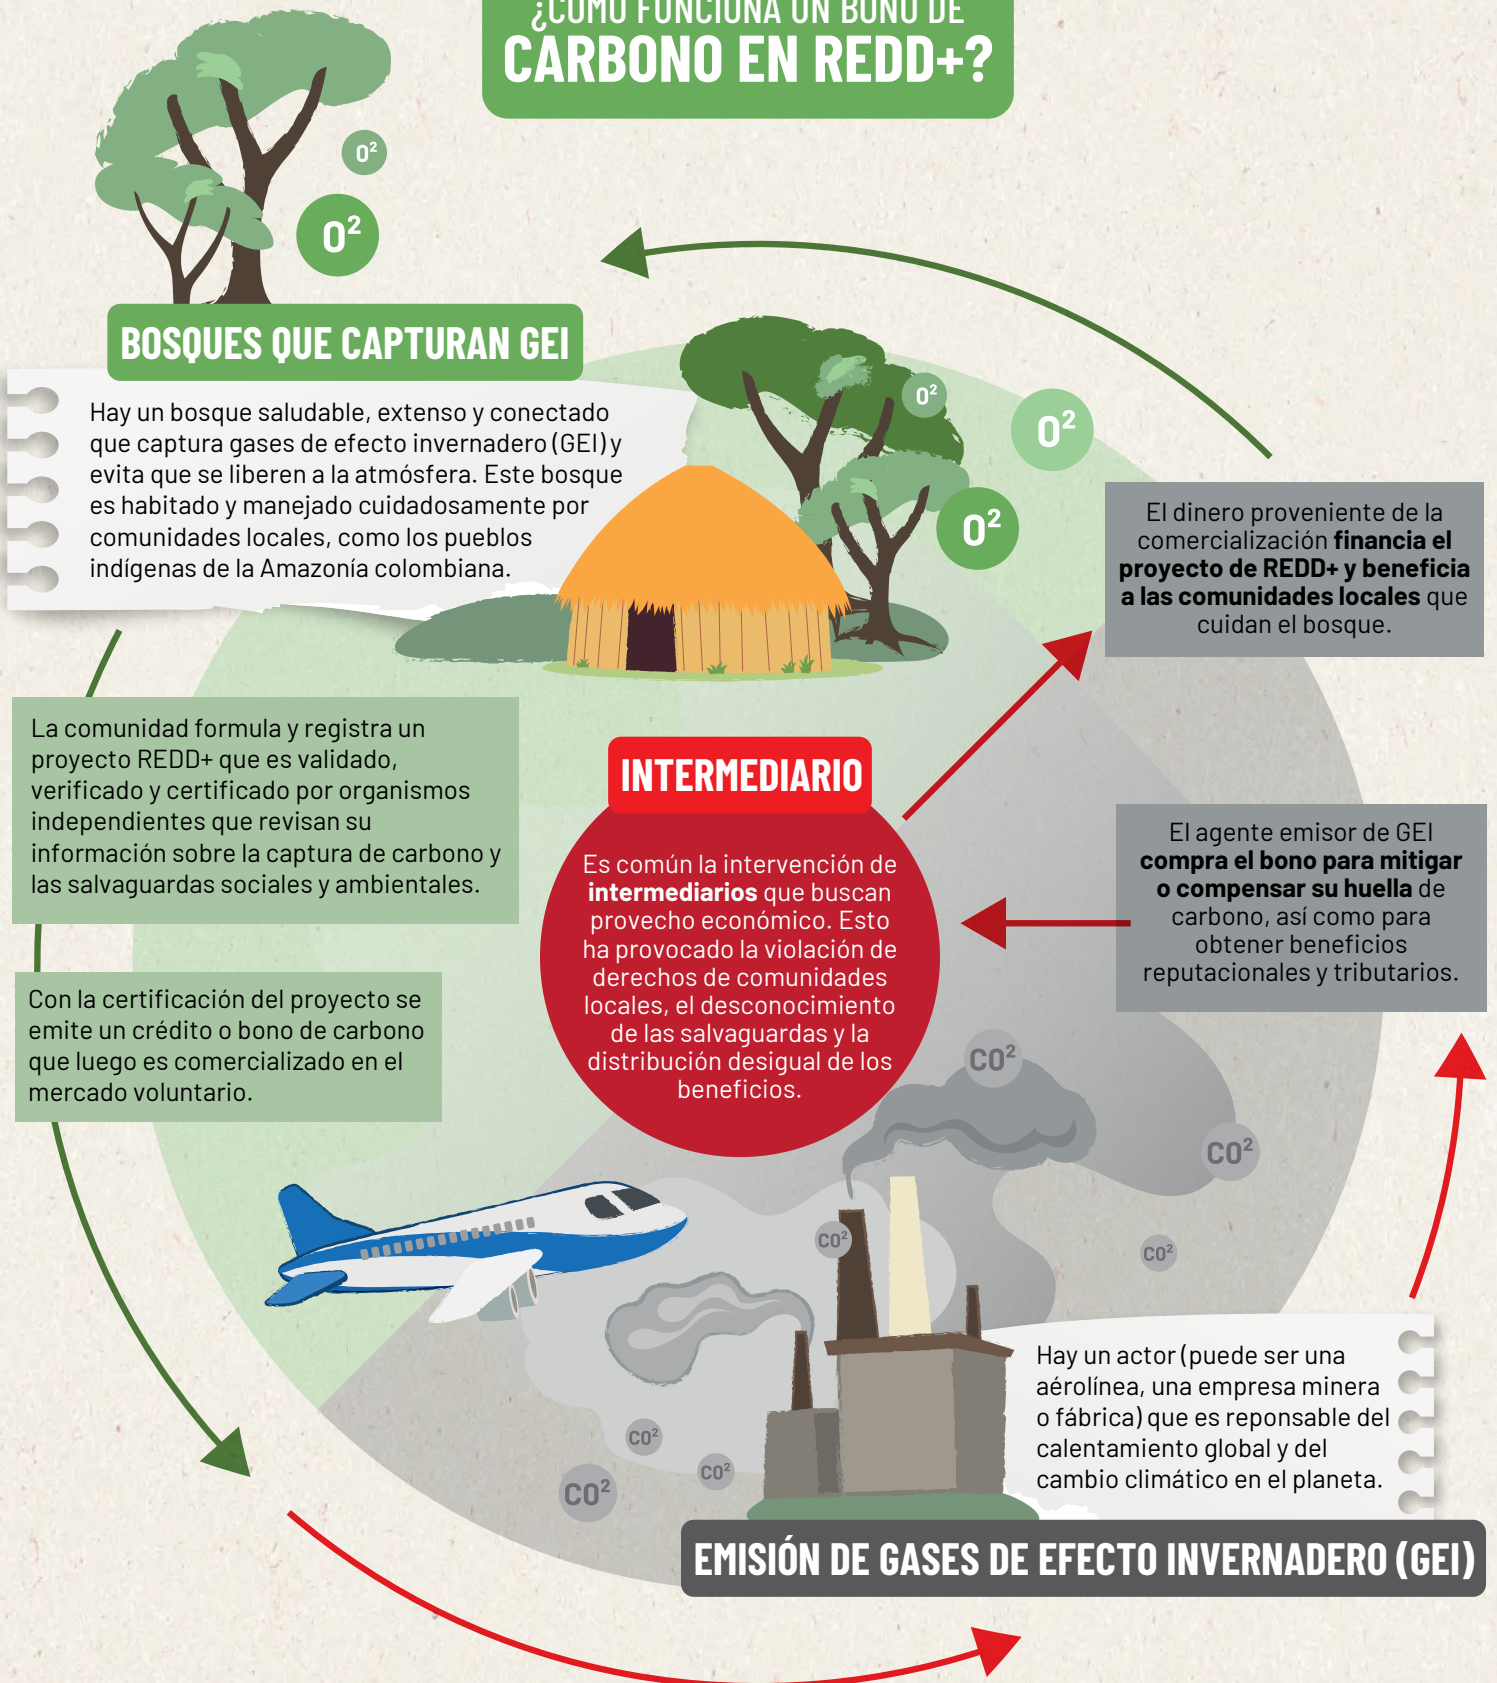 ¿CÓMO FUNCIONA UN BONO DE
CARBONO EN REDD+?
O²
O²
BOSQUES QUE CAPTURAN GEI
Hay un bosque saludable, extenso y conectado
que captura gases de efecto invernadero (GEI) y
evita que se liberen a la atmósfera. Este bosque
es habitado y manejado cuidadosamente por
comunidades locales, como los pueblos
indígenas de la Amazonía colombiana.
O²
O²
O²
El dinero proveniente de la
comercialización financia el
proyecto de REDD+ y beneficia
a las comunidades locales que
cuidan el bosque.
La comunidad formula y registra un
proyecto REDD+ que es validado,
verificado y certificado por organismos
independientes que revisan su
información sobre la captura de carbono y
las salvaguardas sociales y ambientales.
INTERMEDIARIO
Es común la intervención de
intermediarios que buscan
provecho económico. Esto
ha provocado la violación de
derechos de comunidades
locales, el desconocimiento
de las salvaguardas y la
distribución desigual de los
beneficios.
El agente emisor de GEI
compra el bono para mitigar
o compensar su huella de
carbono, así como para
obtener beneficios
reputacionales y tributarios.
Con la certificación del proyecto se
emite un crédito o bono de carbono
que luego es comercializado en el
mercado voluntario.
CO²
CO²
CO²
CO²
Hay un actor (puede ser una
aérolínea, una empresa minera
o fábrica) que es reponsable del
calentamiento global y del
cambio climático en el planeta.
CO²
CO²
CO²
EMISIÓN DE GASES DE EFECTO INVERNADERO (GEI)